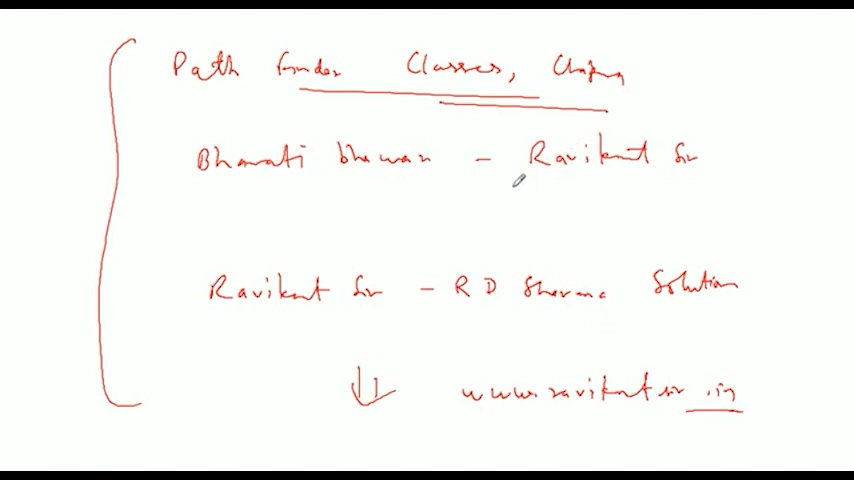 Path finder Classes, Chapra
Bharati bhawan - Ravikant Sir
Ravikant Sir - RD Sharma Solution
www.ravikantsir.in